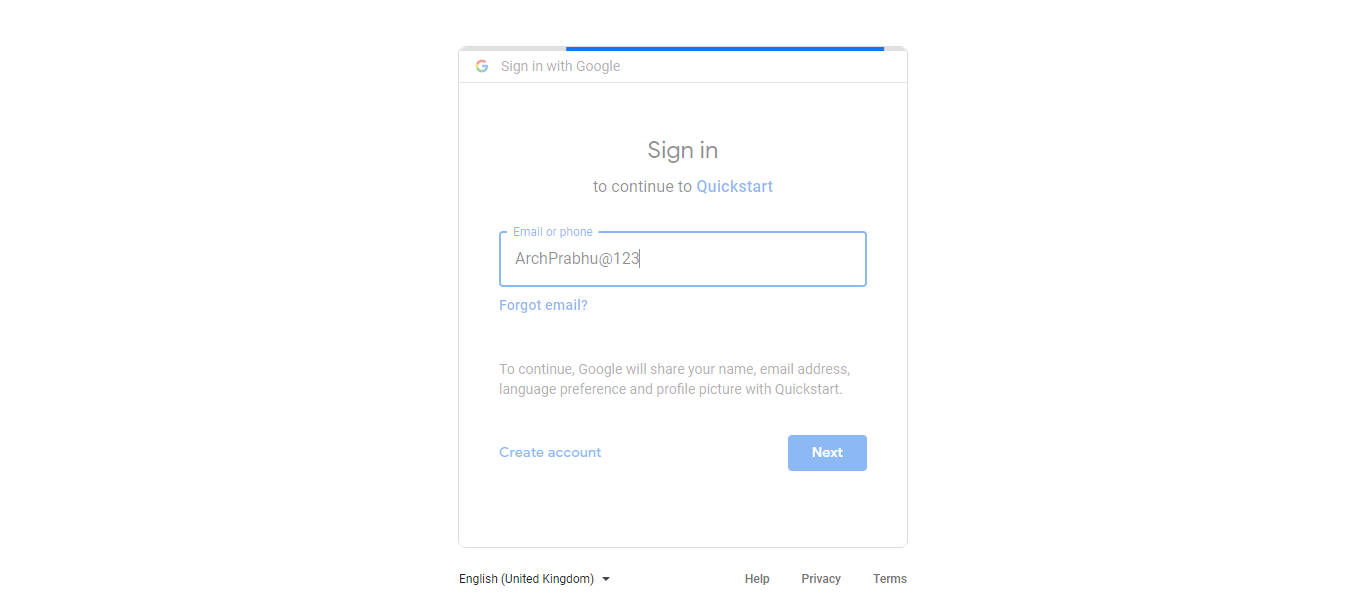 Sign in with Google
Sign in
to continue to Quickstart
Email or phone
ArchPrabhu@123
Forgot email?
To continue, Google will share your name, email address,
language preference and profile picture with Quickstart.
Create account
Next
English (United Kingdom)
Help
Privacy
Terms